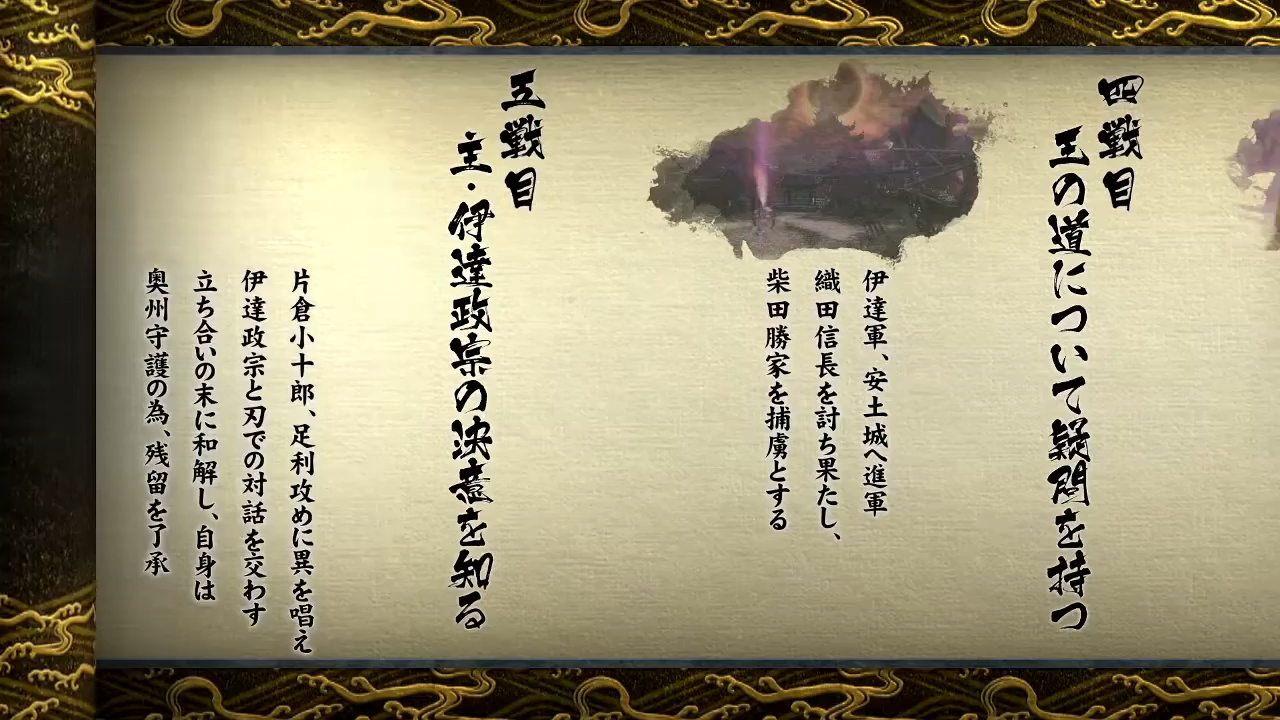 四戦目
王の道について疑問を持つ
伊達軍、安土城へ進軍
織田信長を討ち果たし、
柴田勝家を捕虜とする
五戦目
主・伊達政宗の決意を知る
片倉小十郎、足利攻めに異を唱え
伊達政宗と刃での対話を交わす
立ち合いの末に和解し、自身は
奥州守護の為、残留を了承